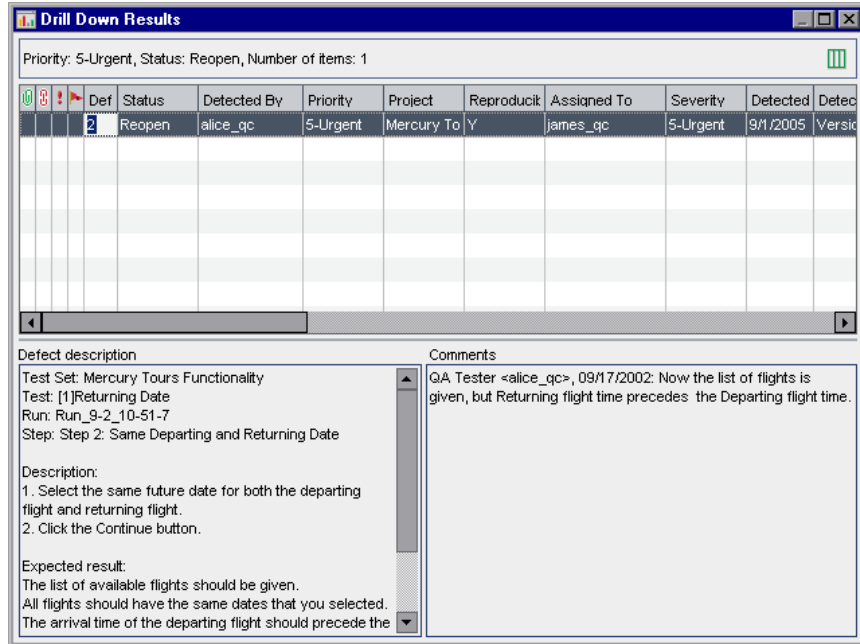 Drill Down Results
Priority: 5-Urgent, Status: Reopen, Number of items: 1
Def Status Detected By Priority Project Reproducik Assigned To Severity Detected Detec
2 Reopen alice_qc 5-Urgent Mercury To Y james_qc 5-Urgent 9/1/2005 Versic
Defect description
Test Set: Mercury Tours Functionality
Test: [1]Returning Date
Run: Run_9-2_10-51-7
Step: Step 2: Same Departing and Returning Date
Description:
1. Select the same future date for both the departing
flight and returning flight.
2. Click the Continue button.
Expected result:
The list of available flights should be given.
All flights should have the same dates that you selected.
The arrival time of the departing flight should precede the
Comments
QA Tester <alice_qc>, 09/17/2002: Now the list of flights is
given, but Returning flight time precedes the Departing flight time.